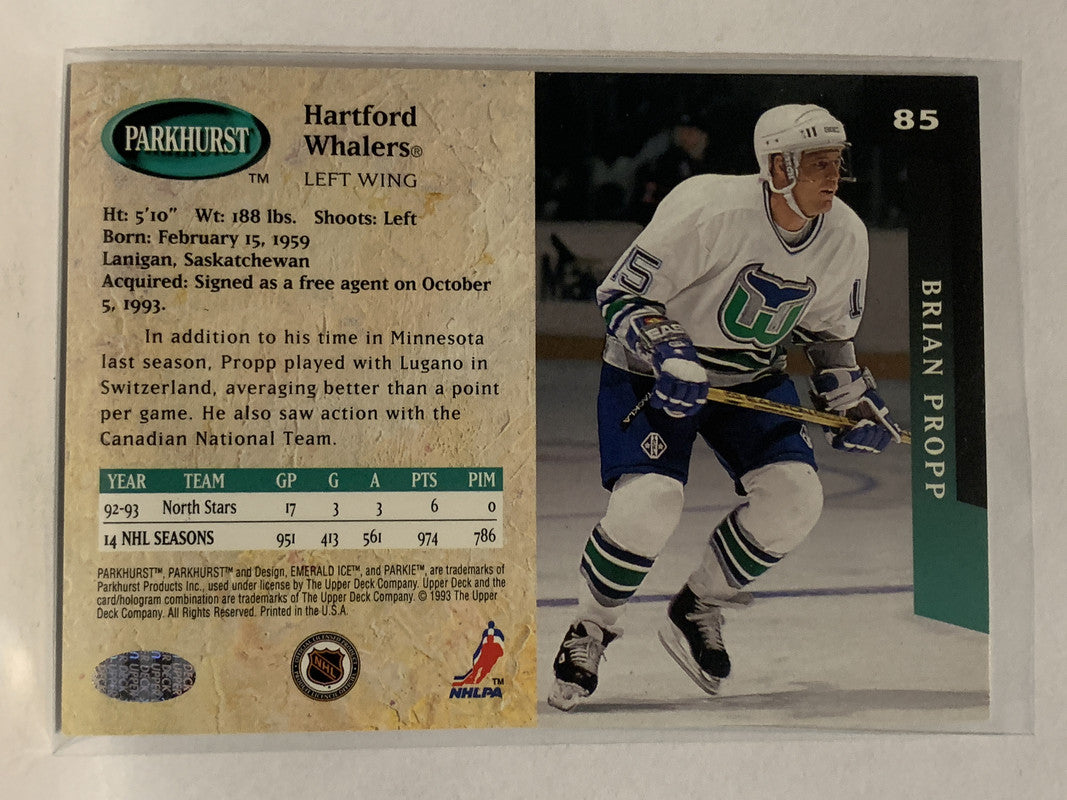 PARKHURST
TM
Hartford
Whalers®
LEFT WING
Ht: 5'10" Wt: 188 lbs. Shoots: Left
Born: February 15, 1959
Lanigan, Saskatchewan
Acquired: Signed as a free agent on October
5, 1993.
In addition to his time in Minnesota
last season, Propp played with Lugano in
Switzerland, averaging better than a point
per game. He also saw action with the
Canadian National Team.
YEAR TEAM GP G A PTS PIM
92-93 North Stars 17 3 3 6 0
14 NHL SEASONS 951 413 561 974 786
PARKHURST™, PARKHURST™ and Design, EMERALD ICE™, and PARKIE™, are trademarks of
Parkhurst Products Inc., used under license by The Upper Deck Company. Upper Deck and the
card/hologram combination are trademarks of The Upper Deck Company. © 1993 The Upper
Deck Company. All Rights Reserved. Printed in the U.S.A.
UPPER DECK
NHL
NHLPA
TM
85
BRIAN PROPP
15